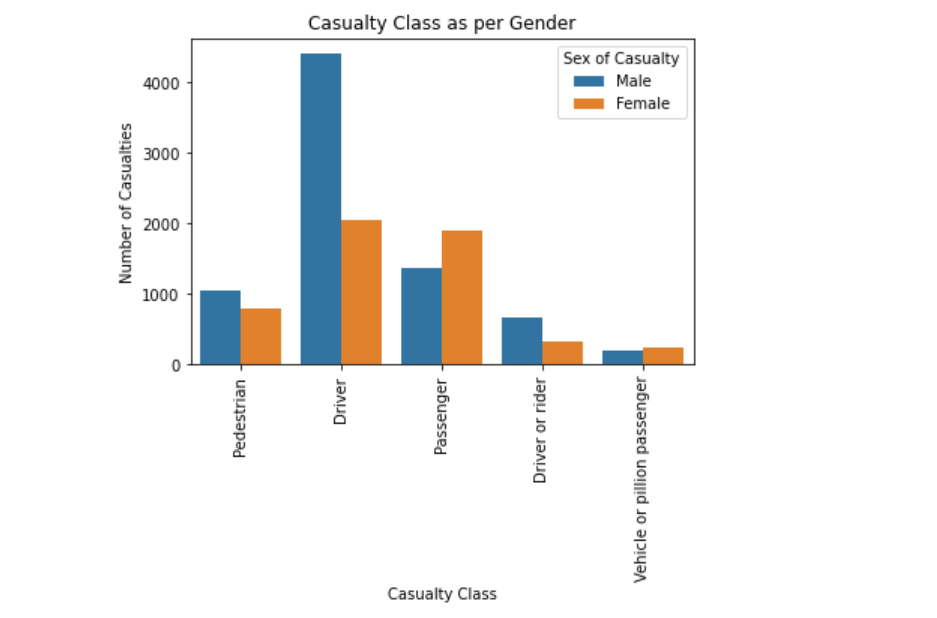 Casualty Class as per Gender
Sex of Casualty
Male
Female
Number of Casualties
4000
3000
2000
1000
0
Pedestrian
Driver
Passenger
Driver or rider
Vehicle or pillion passenger
Casualty Class